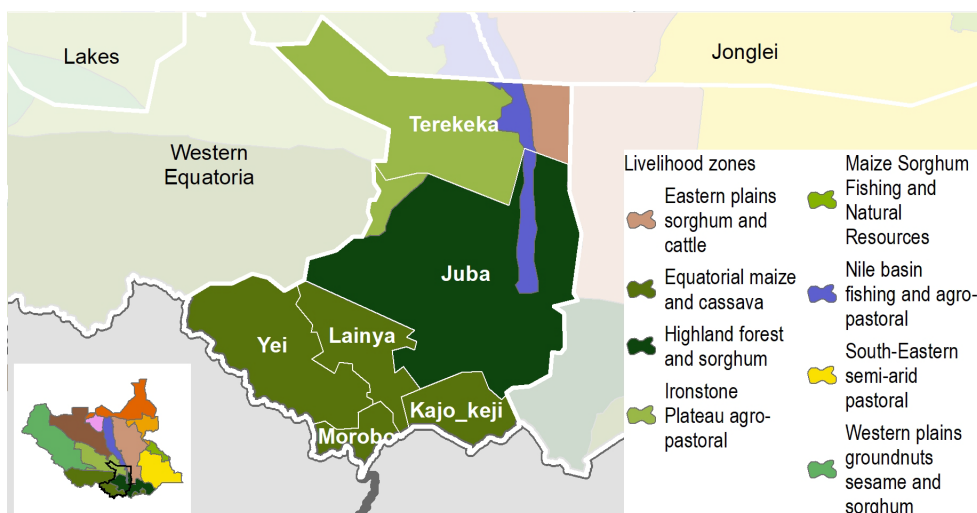 Lakes
Jonglei
Western
Equatoria
Terekeka
Juba
Lainya
Yei
Kajo_keji
Morobo
Livelihood zones
Eastern plains
sorghum and
cattle
Equatorial maize
and cassava
Highland forest
and sorghum
Ironstone
Plateau agro-
pastoral
Maize Sorghum
Fishing and
Natural
Resources
Nile basin
fishing and agro-
pastoral
South-Eastern
semi-arid
pastoral
Western plains
groundnuts
sesame and
sorghum